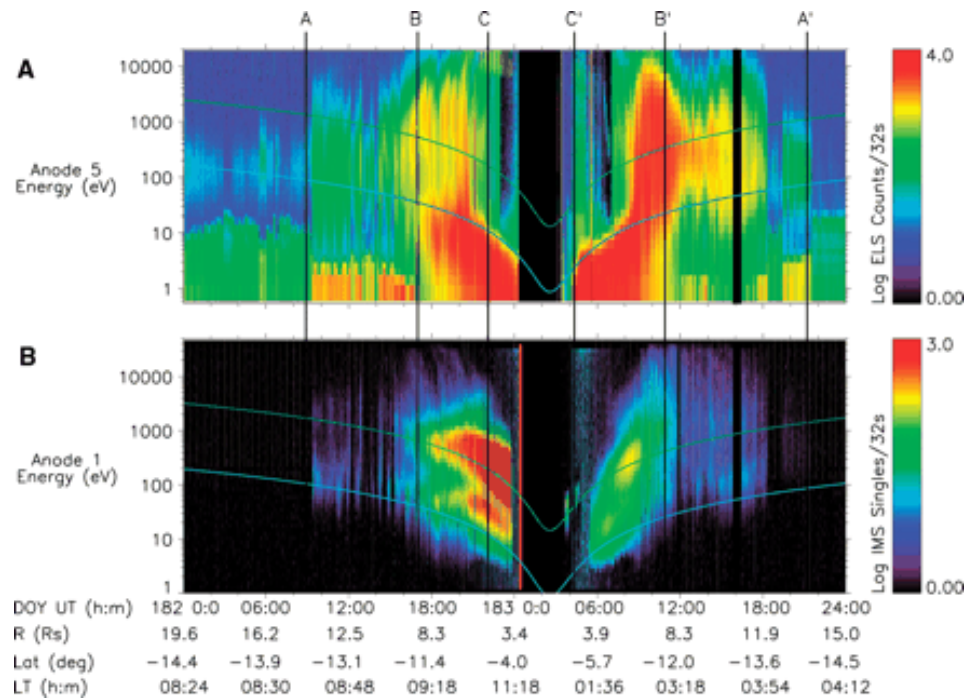 A B C C' B' A'
A
10000
1000
100
10
1
Anode 5
Energy (eV)
4.0
Log ELS Counts/32s
0.00
B
10000
1000
100
10
1
Anode 1
Energy (eV)
3.0
Log IMS Singles/32s
0.00
DOY UT (h:m) 182 0:0 06:00 12:00 18:00 183 0:0 06:00 12:00 18:00 24:00
R (Rs) 19.6 16.2 12.5 8.3 3.4 3.9 8.3 11.9 15.0
Lat (deg) −14.4 −13.9 −13.1 −11.4 −4.0 −5.7 −12.0 −13.6 −14.5
LT (h:m) 08:24 08:30 08:48 09:18 11:18 01:36 03:18 03:54 04:12